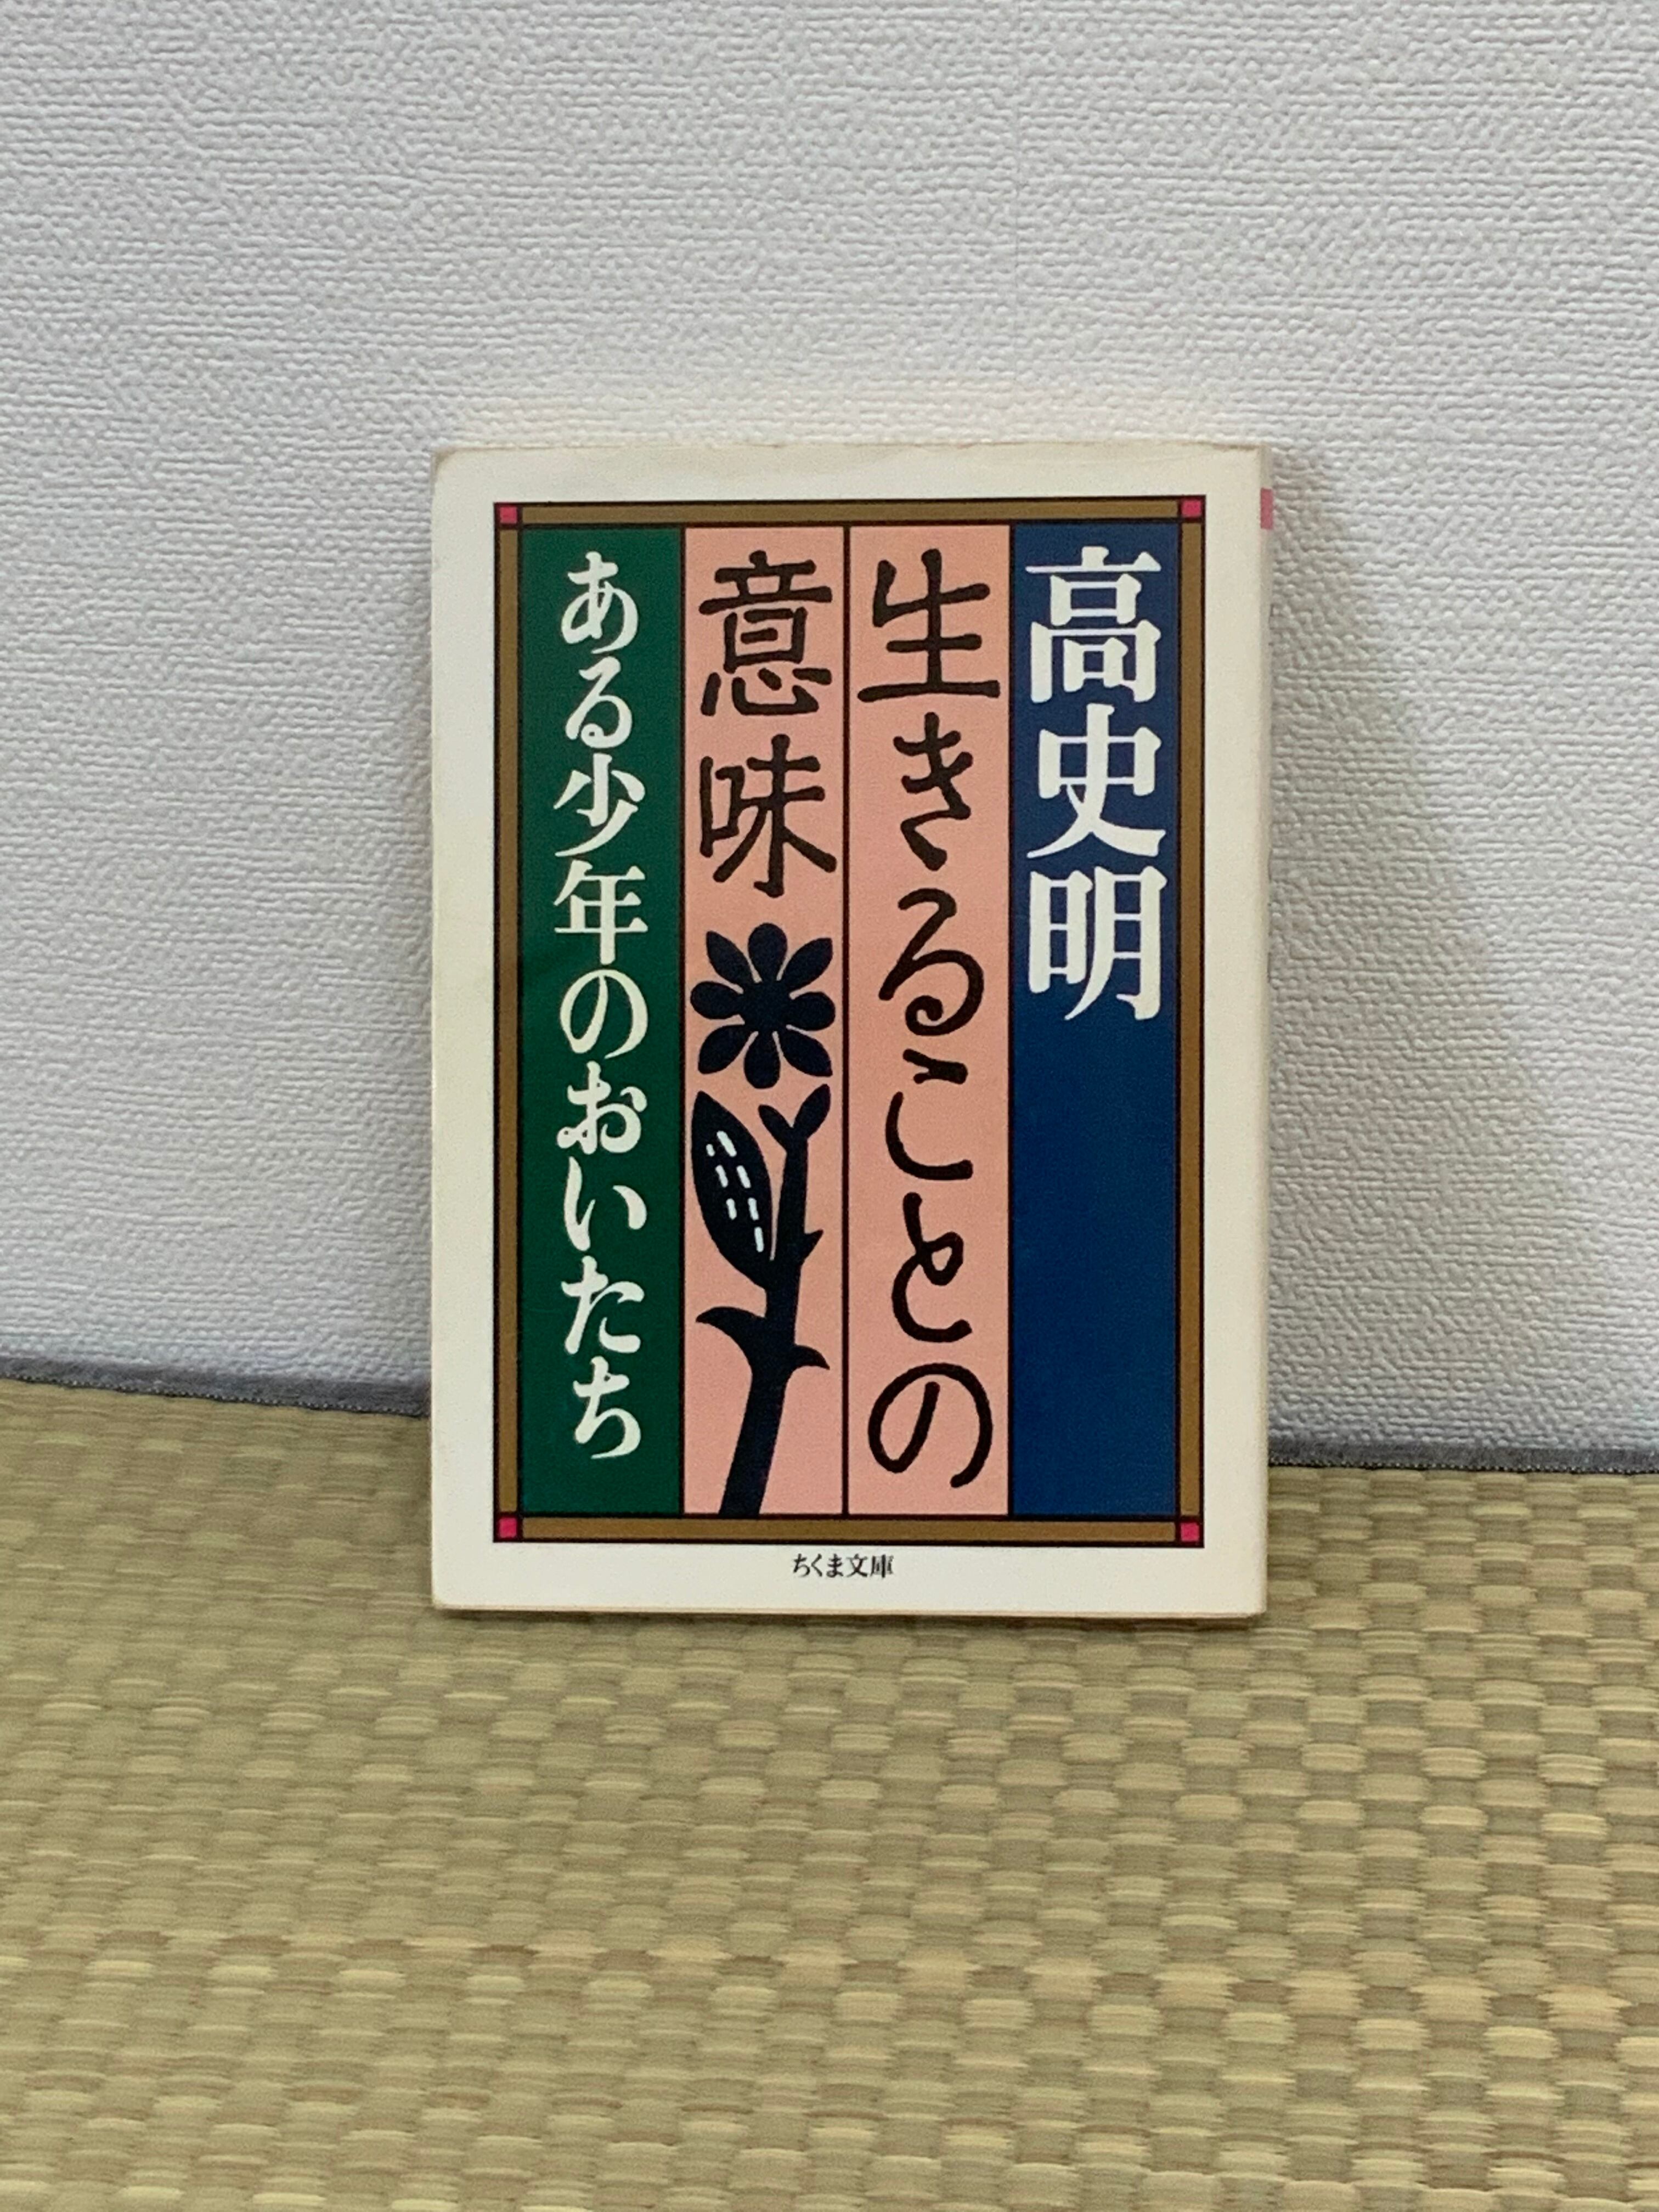 高史明
生きることの
意味
ある少年のおいたち
ちくま文庫